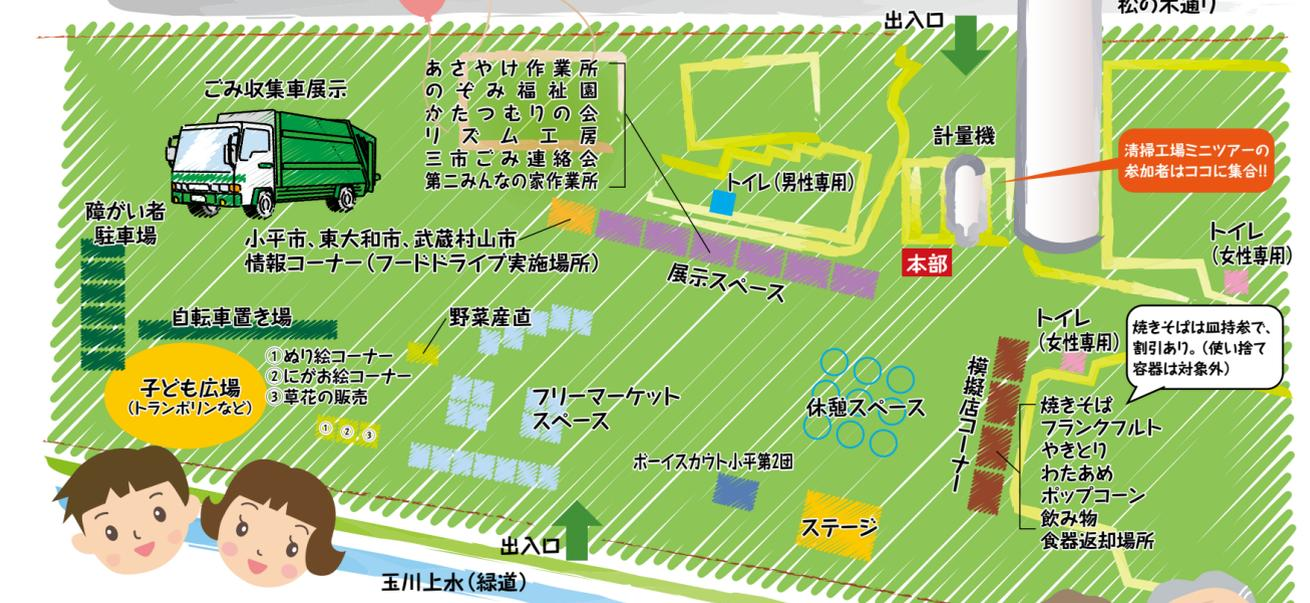 松の木通り
出入口
あさやけ作業所
のぞみ福祉園
かたつむりの会
リズム工房
三市ごみ連絡会
第二みんなの家作業所
ごみ収集車展示
計量機
清掃工場ミニツアーの
参加者はココに集合!!
トイレ(男性専用)
障がい者
駐車場
小平市、東大和市、武蔵村山市
情報コーナー(フードドライブ実施場所)
展示スペース
本部
トイレ
(女性専用)
自転車置き場
野菜産直
トイレ
(女性専用)
焼きそばは皿持参で、
割引あり。(使い捨て
容器は対象外)
①ぬり絵コーナー
②にがお絵コーナー
③草花の販売
子ども広場
(トランポリンなど)
① ② ③
フリーマーケット
スペース
休憩スペース
模擬店コーナー
焼きそば
フランクフルト
やきとり
わたあめ
ポップコーン
飲み物
食器返却場所
ボーイスカウト小平第2団
ステージ
出入口
玉川上水(緑道)